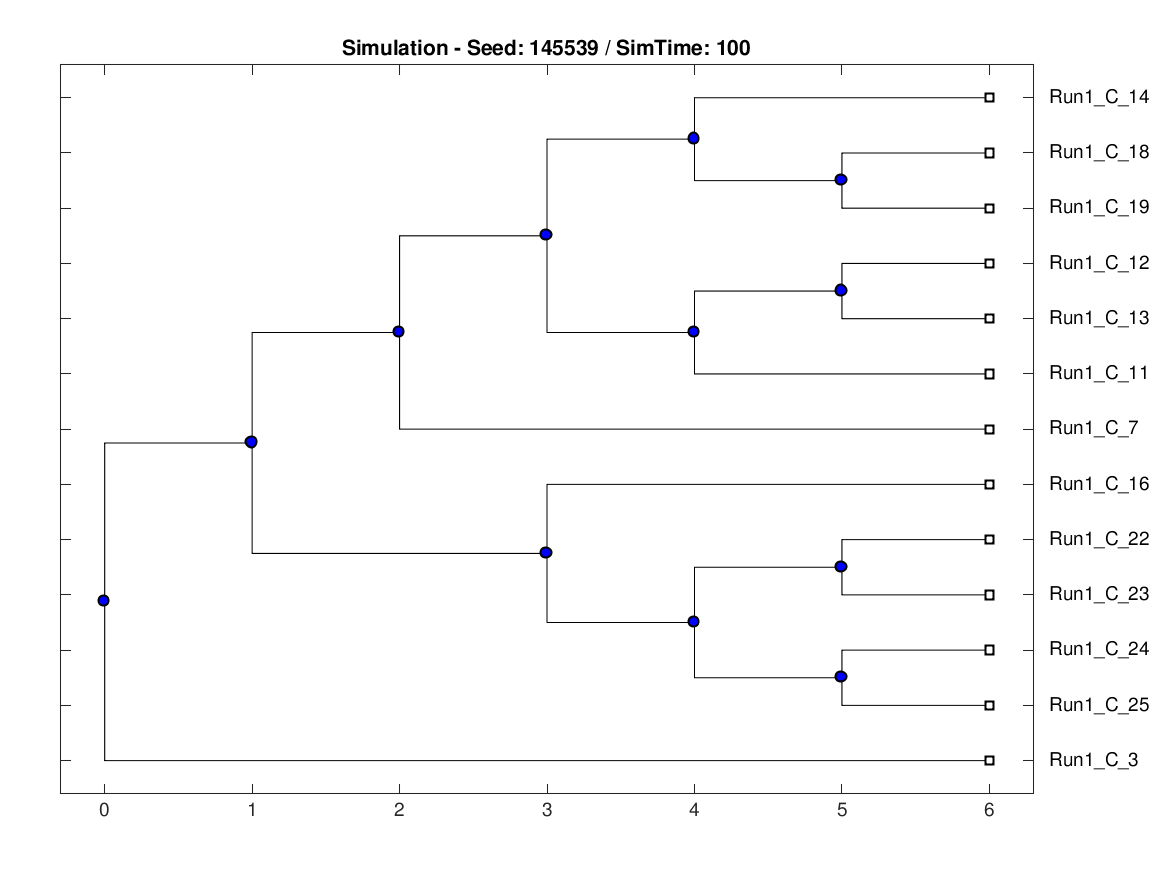 Simulation - Seed: 145539 / SimTime: 100
Run1_C_14
Run1_C_18
Run1_C_19
Run1_C_12
Run1_C_13
Run1_C_11
Run1_C_7
Run1_C_16
Run1_C_22
Run1_C_23
Run1_C_24
Run1_C_25
Run1_C_3
0 1 2 3 4 5 6